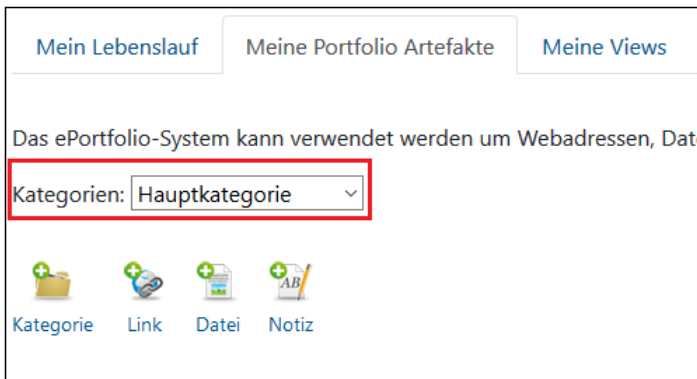 Mein Lebenslauf Meine Portfolio Artefakte Meine Views
Das ePortfolio-System kann verwendet werden um Webadressen,
Kategorien: Hauptkategorie
Kategorie Link Datei Notiz